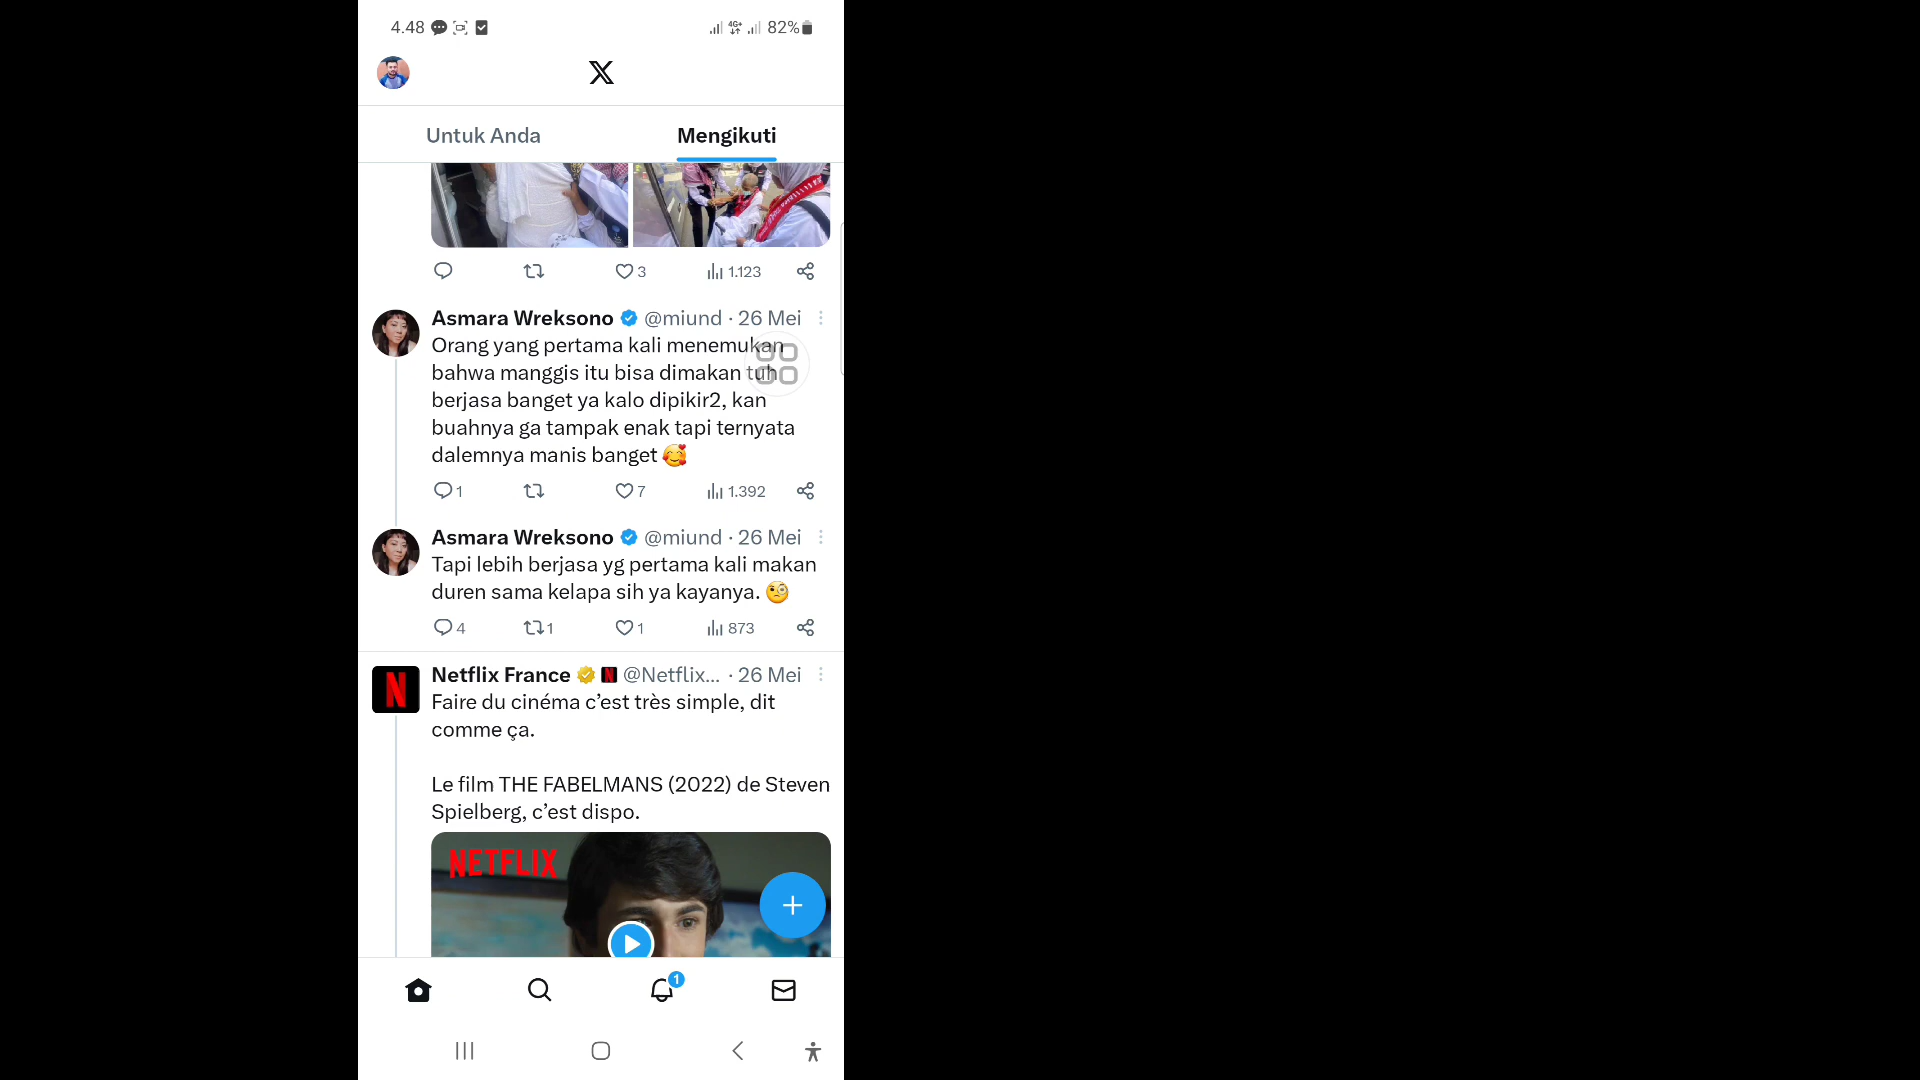 4.48
4G+
82%
Untuk Anda
Mengikuti
3
1.123
Asmara Wreksono @miund · 26 Mei
Orang yang pertama kali menemukan
bahwa manggis itu bisa dimakan tuh
berjasa banget ya kalo dipikir2, kan
buahnya ga tampak enak tapi ternyata
dalemnya manis banget 🥰
1
7
1.392
Asmara Wreksono @miund · 26 Mei
Tapi lebih berjasa yg pertama kali makan
duren sama kelapa sih ya kayanya. 🧐
4
1
1
873
Netflix France @Netflix... · 26 Mei
Faire du cinéma c’est très simple, dit
comme ça.
Le film THE FABELMANS (2022) de Steven
Spielberg, c’est dispo.
NETFLIX
1